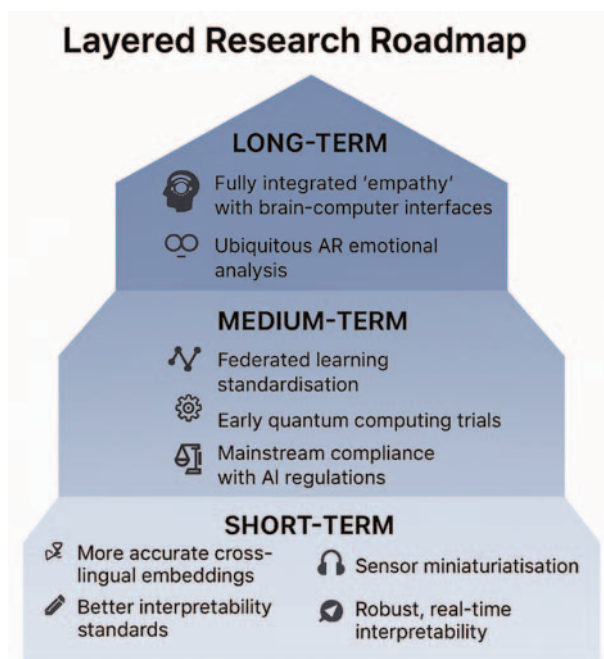 Layered Research Roadmap
LONG-TERM
Fully integrated ‘empathy’
with brain-computer interfaces
Ubiquitous AR emotional
analysis
MEDIUM-TERM
Federated learning
standardisation
Early quantum computing trials
Mainstream compliance
with AI regulations
SHORT-TERM
More accurate cross-
lingual embeddings
Better interpretability
standards
Sensor miniaturiatisation
Robust, real-time
interpretability